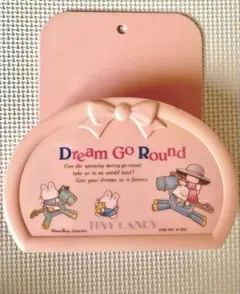 Dream Go Round
Can the spinning merry-go-round
take us to an untold land?
Give your dreams to it forever.
TINY CANDY